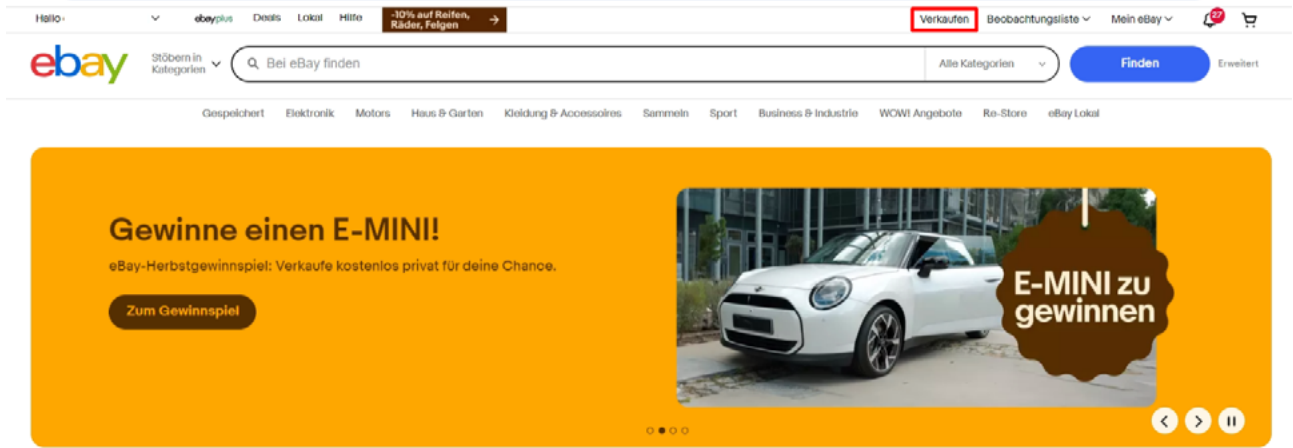 Hallo
ebayplus Deals Lokal Hilfe
-10% auf Reifen,
Räder, Felgen
Verkaufen Beobachtungsliste Mein eBay 27
ebay
Stöbern in
Kategorien
Bei eBay finden
Alle Kategorien
Finden
Erweitert
Gespeichert Elektronik Motors Haus & Garten Kleidung & Accessoires Sammeln Sport Business & Industrie WOW! Angebote Re-Store eBay Lokal
Gewinne einen E-MINI!
eBay-Herbstgewinnspiel: Verkaufe kostenlos privat für deine Chance.
Zum Gewinnspiel
E-MINI zu
gewinnen